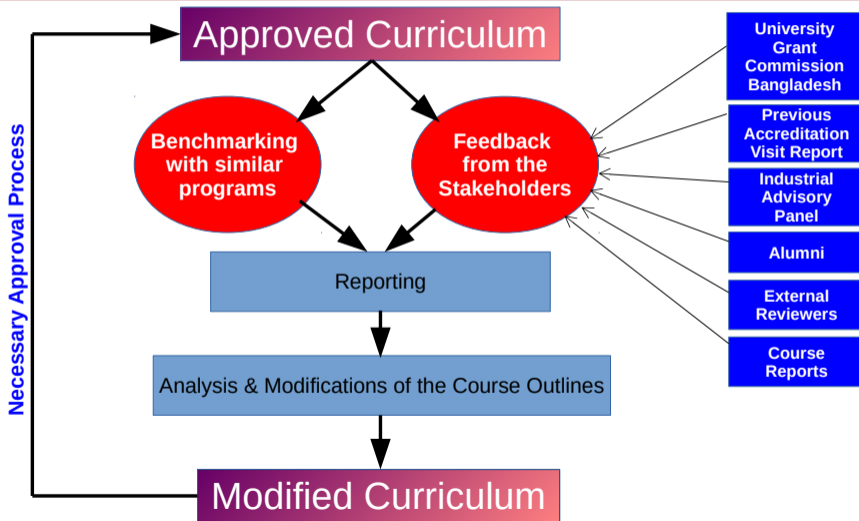 Approved Curriculum
Benchmarking
with similar
programs
Feedback
from the
Stakeholders
University
Grant
Commission
Bangladesh
Previous
Accreditation
Visit Report
Industrial
Advisory
Panel
Alumni
External
Reviewers
Course
Reports
Reporting
Analysis & Modifications of the Course Outlines
Modified Curriculum
Necessary Approval Process